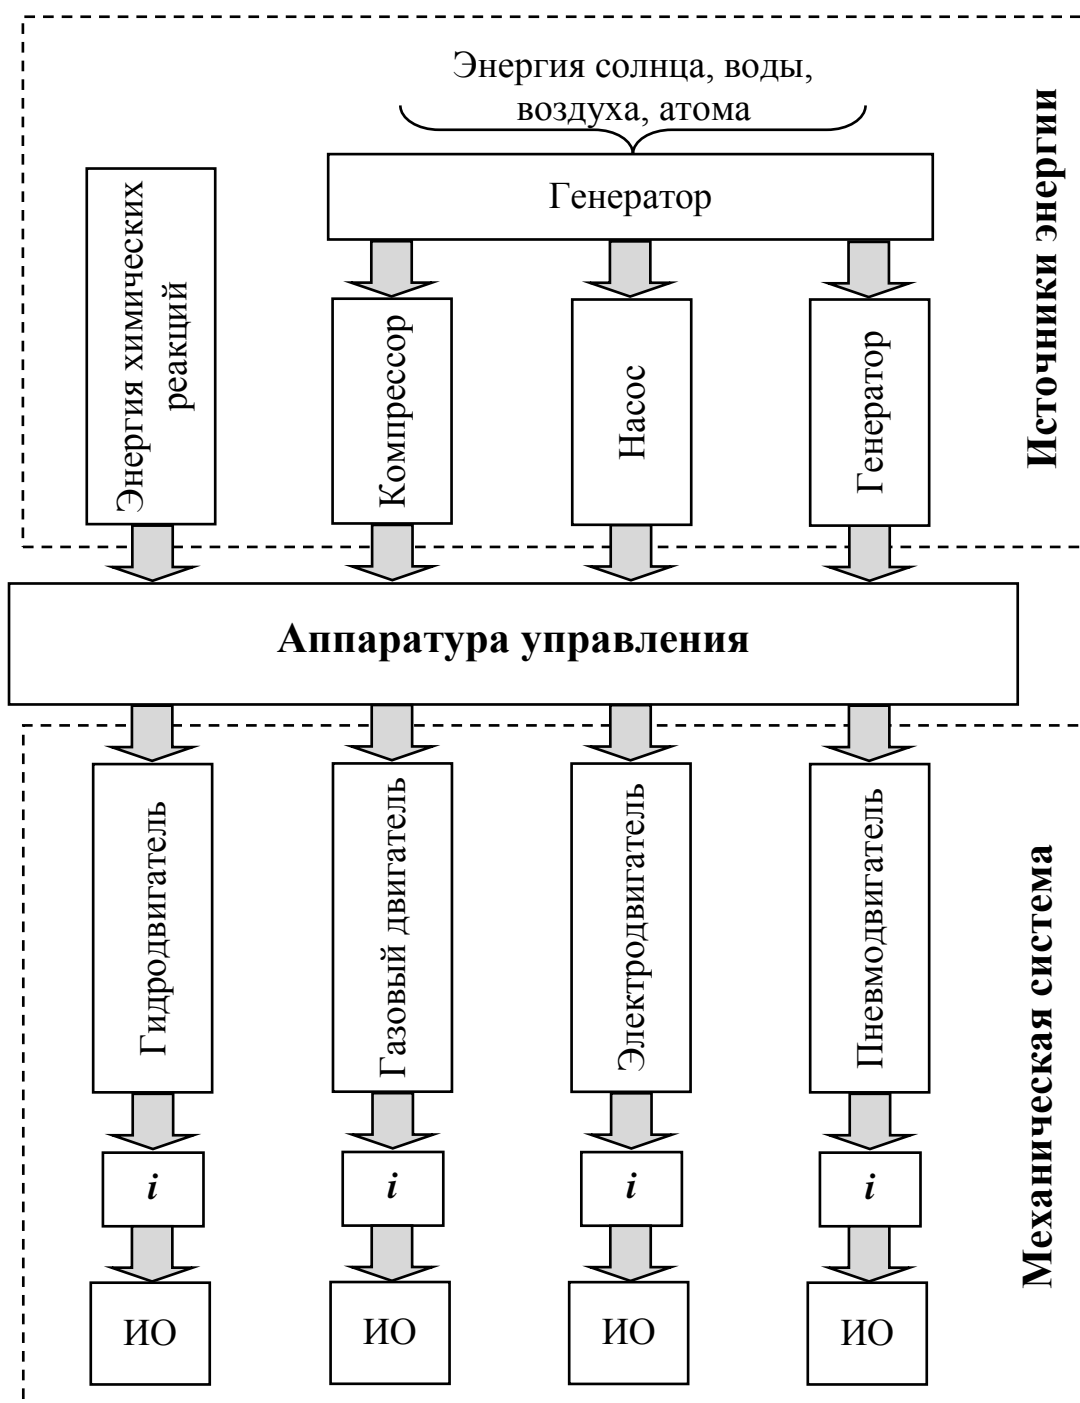 Энергия солнца, воды,
воздуха, атома
Генератор
Энергия химических
реакций
Компрессор
Насос
Генератор
Источники энергии
Аппаратура управления
Гидродвигатель
Газовый двигатель
Электродвигатель
Пневмодвигатель
Механическая система
i
i
i
i
ИО
ИО
ИО
ИО